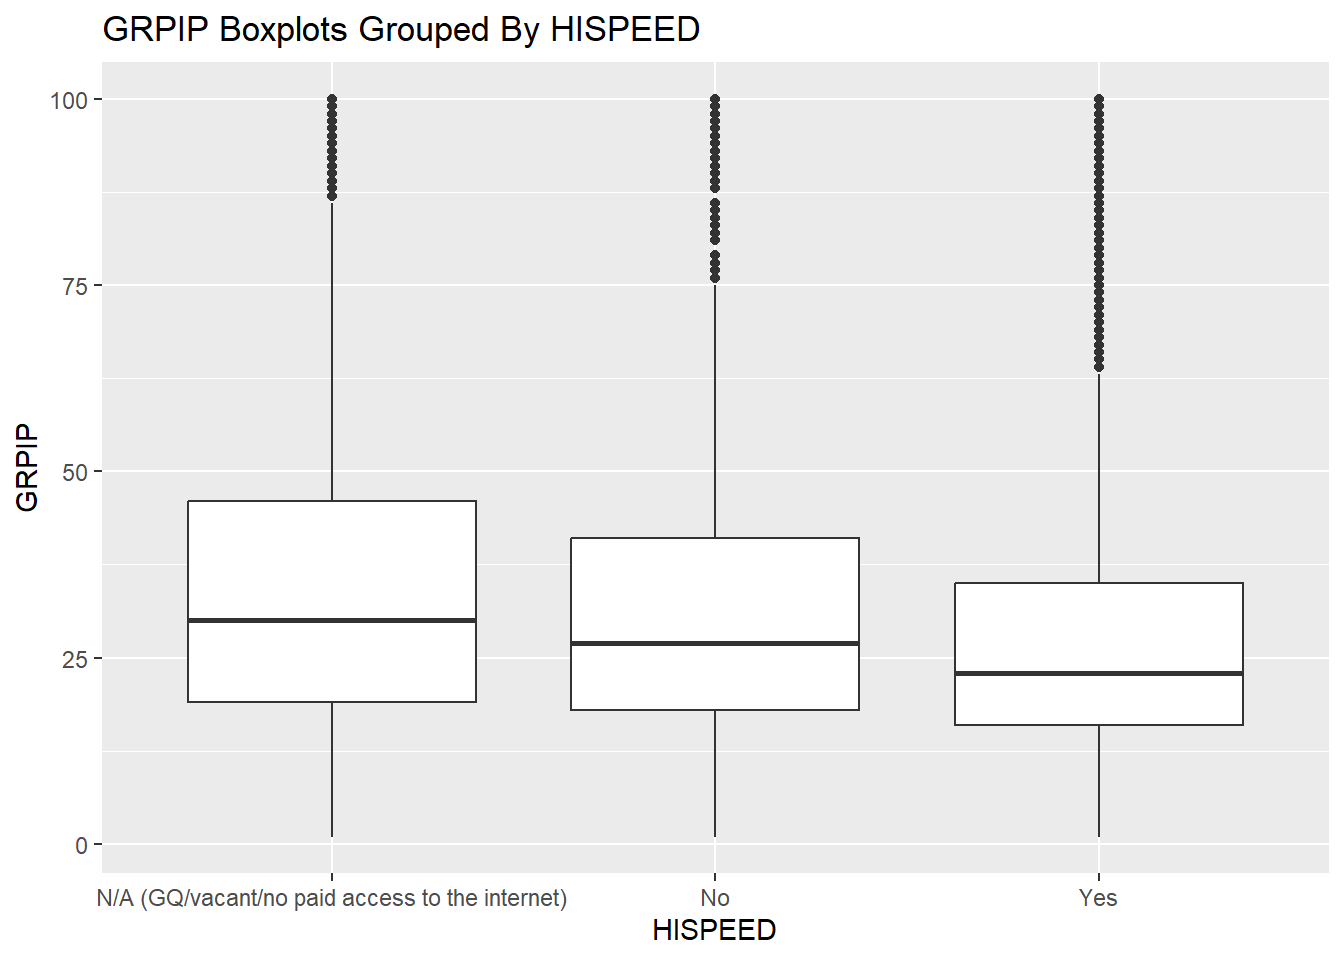 GRPIP Boxplots Grouped By HISPEED
100
75
50
25
0
GRPIP
N/A (GQ/vacant/no paid access to the internet) No Yes
HISPEED